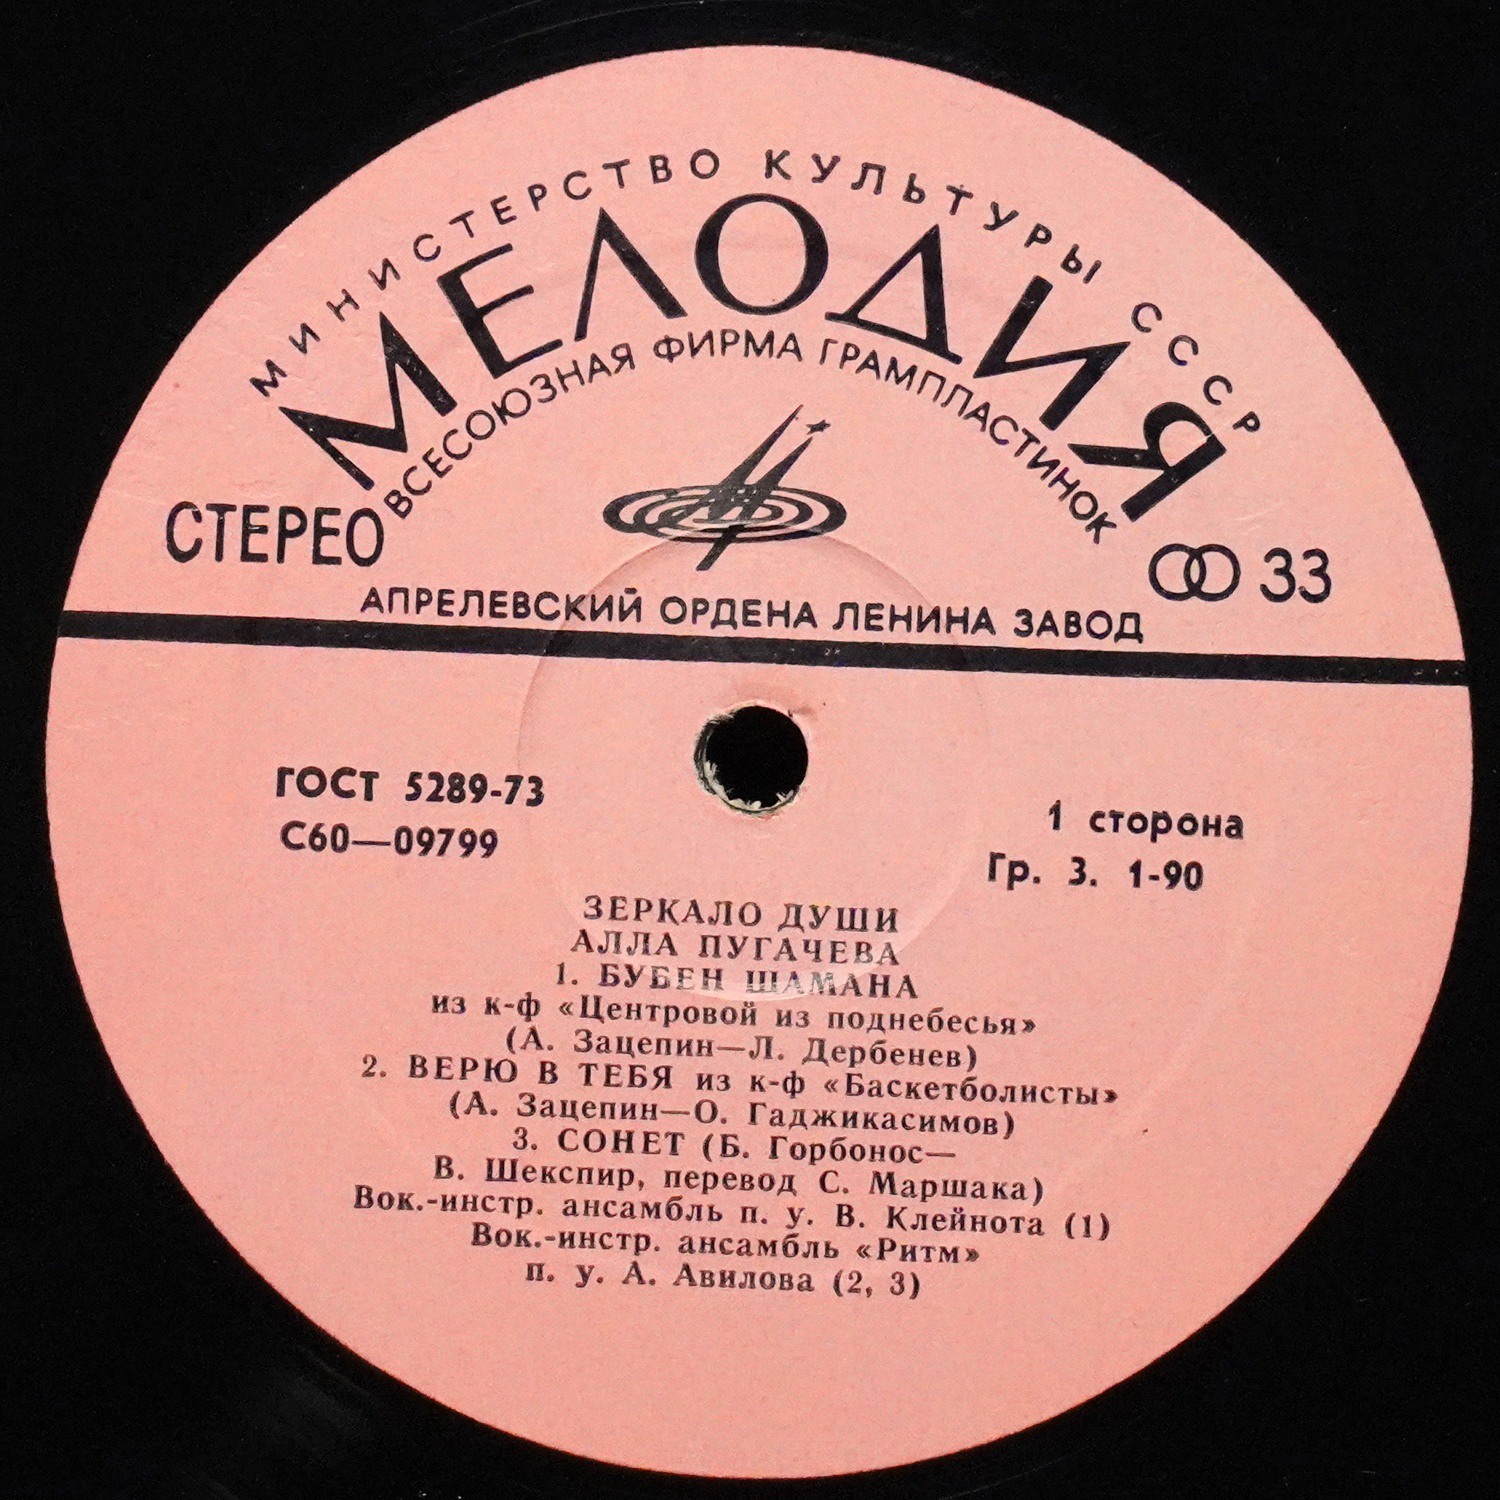 МИНИСТЕРСТВО КУЛЬТУРЫ СССР
МЕЛОДИЯ
ВСЕСОЮЗНАЯ ФИРМА ГРАМПЛАСТИНОК
СТЕРЕО
33
АПРЕЛЕВСКИЙ ОРДЕНА ЛЕНИНА ЗАВОД
ГОСТ 5289-73
С60—09799
1 сторона
Гр. 3. 1-90
ЗЕРКАЛО ДУШИ
АЛЛА ПУГАЧЕВА
1. БУБЕН ШАМАНА
из к-ф «Центровой из поднебесья»
(А. Зацепин—Л. Дербенев)
2. ВЕРЮ В ТЕБЯ из к-ф «Баскетболисты»
(А. Зацепин—О. Гаджикасимов)
3. СОНЕТ (Б. Горбонос—
В. Шекспир, перевод С. Маршака)
Вок.-инстр. ансамбль п. у. В. Клейнота (1)
Вок.-инстр. ансамбль «Ритм»
п. у. А. Авилова (2, 3)